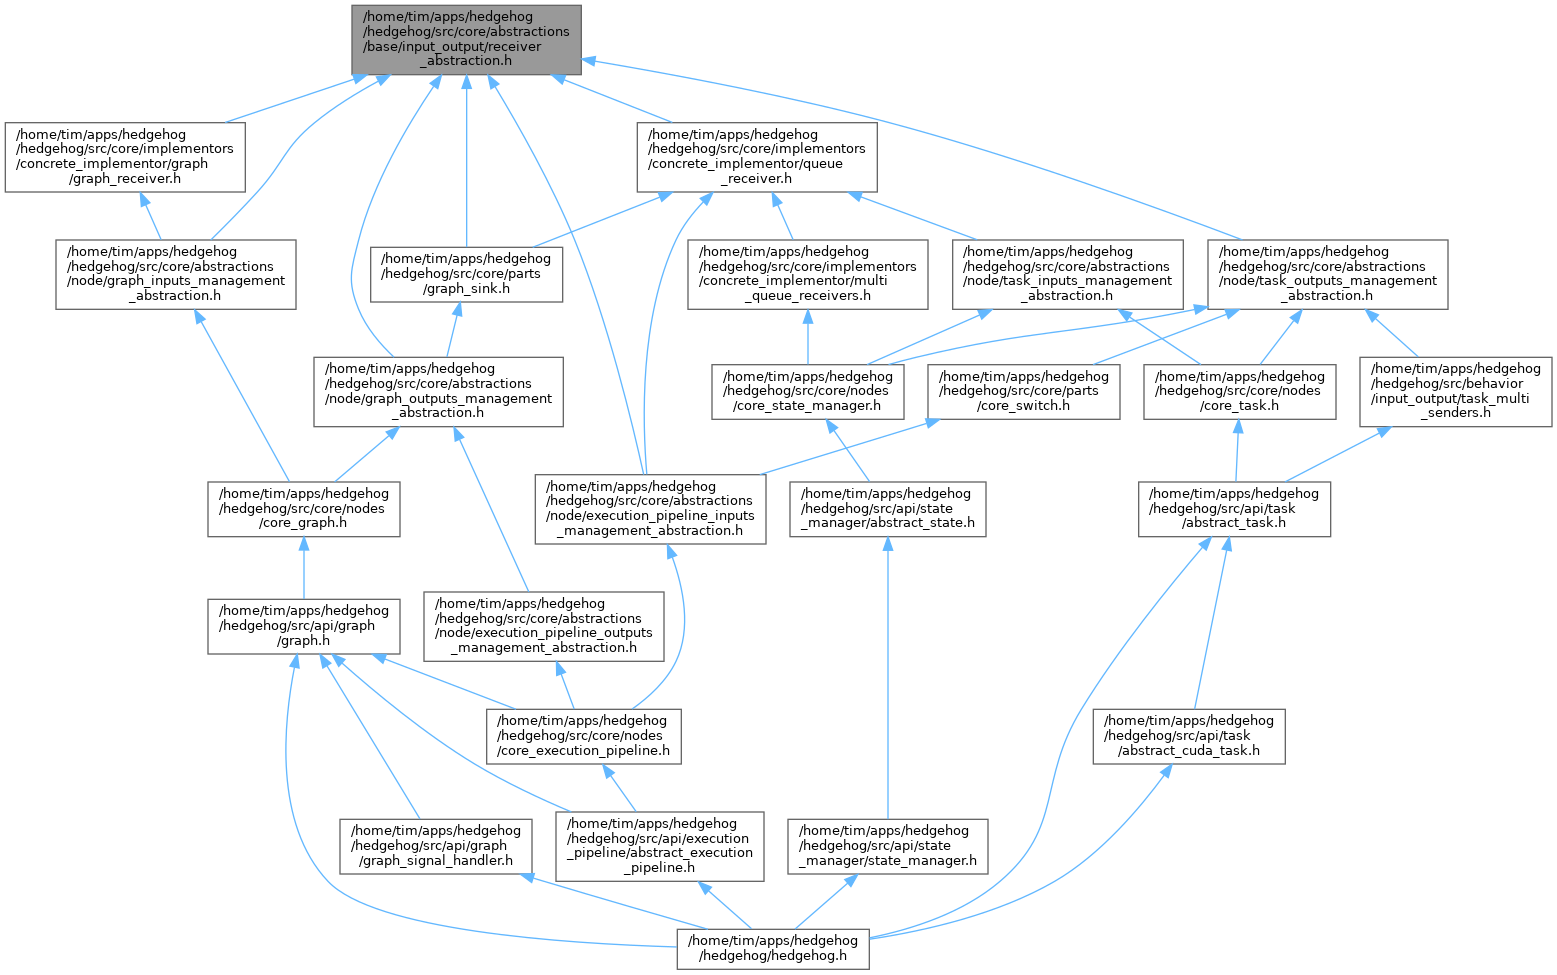 /home/tim/apps/hedgehog
/hedgehog/src/core/abstractions
/base/input_output/receiver
_abstraction.h
/home/tim/apps/hedgehog
/hedgehog/src/core/implementors
/concrete_implementor/graph
/graph_receiver.h
/home/tim/apps/hedgehog
/hedgehog/src/core/implementors
/concrete_implementor/queue
_receiver.h
/home/tim/apps/hedgehog
/hedgehog/src/core/abstractions
/node/graph_inputs_management
_abstraction.h
/home/tim/apps/hedgehog
/hedgehog/src/core/parts
/graph_sink.h
/home/tim/apps/hedgehog
/hedgehog/src/core/implementors
/concrete_implementor/multi
_queue_receivers.h
/home/tim/apps/hedgehog
/hedgehog/src/core/abstractions
/node/task_inputs_management
_abstraction.h
/home/tim/apps/hedgehog
/hedgehog/src/core/abstractions
/node/task_outputs_management
_abstraction.h
/home/tim/apps/hedgehog
/hedgehog/src/core/abstractions
/node/graph_outputs_management
_abstraction.h
/home/tim/apps/hedgehog
/hedgehog/src/core/nodes
/core_state_manager.h
/home/tim/apps/hedgehog
/hedgehog/src/core/parts
/core_switch.h
/home/tim/apps/hedgehog
/hedgehog/src/core/nodes
/core_task.h
/home/tim/apps/hedgehog
/hedgehog/src/behavior
/input_output/task_multi
_senders.h
/home/tim/apps/hedgehog
/hedgehog/src/core/nodes
/core_graph.h
/home/tim/apps/hedgehog
/hedgehog/src/core/abstractions
/node/execution_pipeline_inputs
_management_abstraction.h
/home/tim/apps/hedgehog
/hedgehog/src/api/state
_manager/abstract_state.h
/home/tim/apps/hedgehog
/hedgehog/src/api/task
/abstract_task.h
/home/tim/apps/hedgehog
/hedgehog/src/api/graph
/graph.h
/home/tim/apps/hedgehog
/hedgehog/src/core/abstractions
/node/execution_pipeline_outputs
_management_abstraction.h
/home/tim/apps/hedgehog
/hedgehog/src/core/nodes
/core_execution_pipeline.h
/home/tim/apps/hedgehog
/hedgehog/src/api/task
/abstract_cuda_task.h
/home/tim/apps/hedgehog
/hedgehog/src/api/graph
/graph_signal_handler.h
/home/tim/apps/hedgehog
/hedgehog/src/api/execution
_pipeline/abstract_execution
_pipeline.h
/home/tim/apps/hedgehog
/hedgehog/src/api/state
_manager/state_manager.h
/home/tim/apps/hedgehog
/hedgehog/hedgehog.h